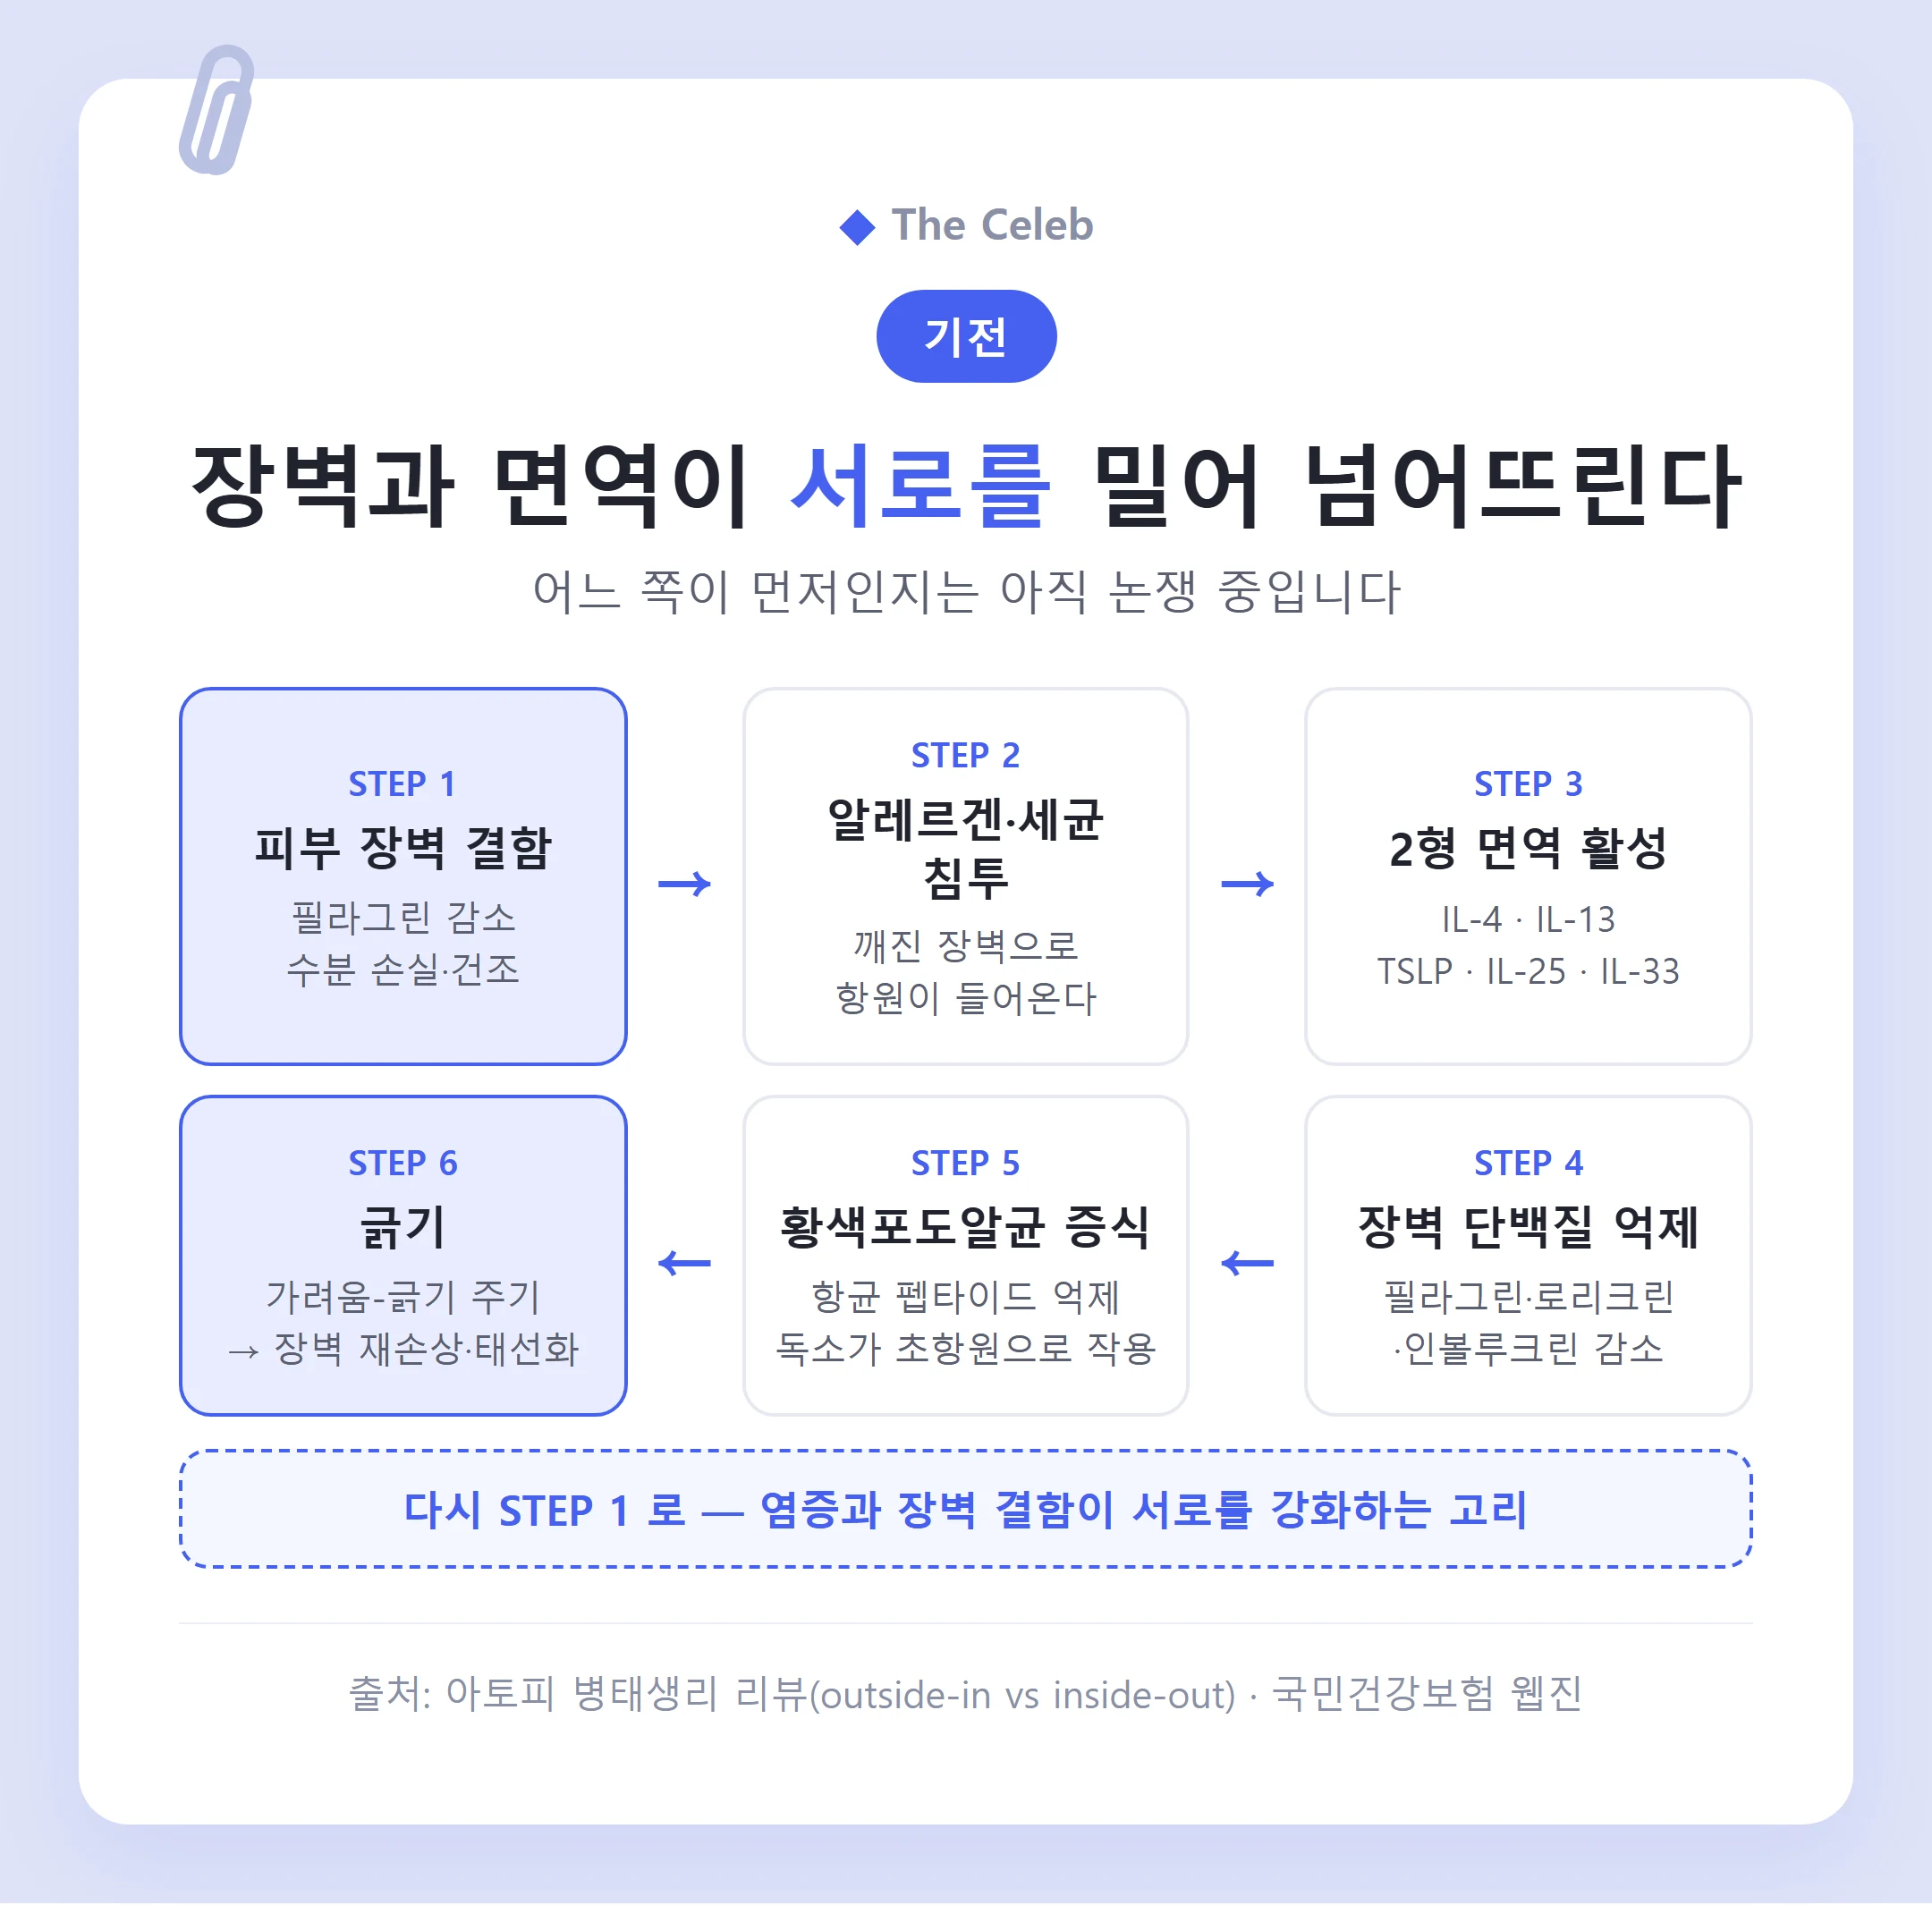 ◆ The Celeb
기전
장벽과 면역이 서로를 밀어 넘어뜨린다
어느 쪽이 먼저인지는 아직 논쟁 중입니다
STEP 1
피부 장벽 결함
필라그린 감소
수분 손실·건조
→
STEP 2
알레르겐·세균
침투
깨진 장벽으로
항원이 들어온다
→
STEP 3
2형 면역 활성
IL-4 · IL-13
TSLP · IL-25 · IL-33
STEP 4
장벽 단백질 억제
필라그린·로리크린
·인볼루크린 감소
←
STEP 5
황색포도알균 증식
항균 펩타이드 억제
독소가 초항원으로 작용
←
STEP 6
긁기
가려움-긁기 주기
→ 장벽 재손상·태선화
다시 STEP 1 로 — 염증과 장벽 결함이 서로를 강화하는 고리
출처: 아토피 병태생리 리뷰(outside-in vs inside-out) · 국민건강보험 웹진